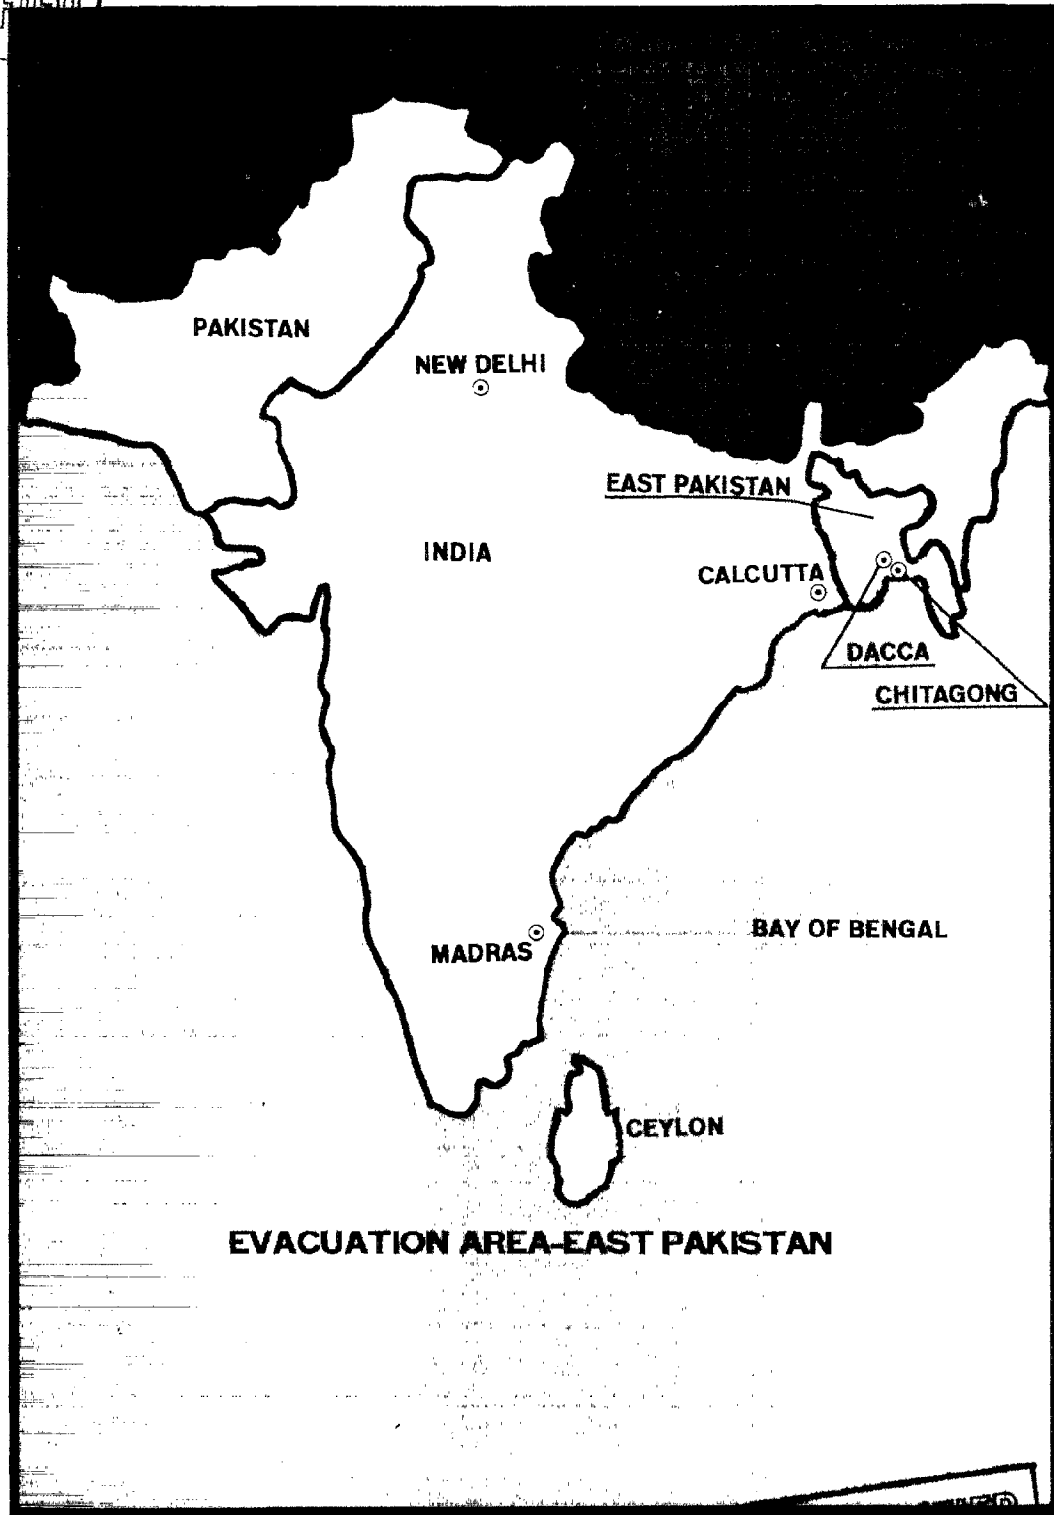 PAKISTAN
NEW DELHI
EAST PAKISTAN
INDIA
CALCUTTA
DACCA
CHITAGONG
BAY OF BENGAL
MADRAS
CEYLON
EVACUATION AREA-EAST PAKISTAN